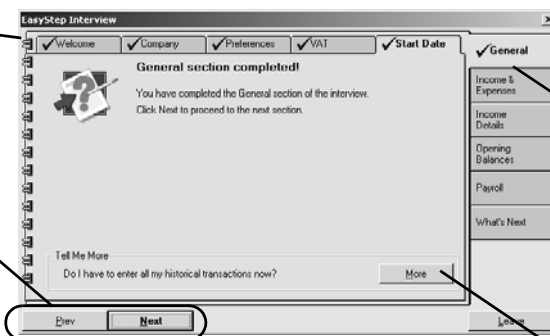 EasyStep Interview
Welcome
Company
Preferences
VAT
Start Date
General
General section completed!
You have completed the General section of the interview.
Click Next to proceed to the next section.
Income &
Expenses
Income
Details
Opening
Balances
Payroll
What's Next
Tell Me More
Do I have to enter all my historical transactions now?
More
Prev
Next
Leave